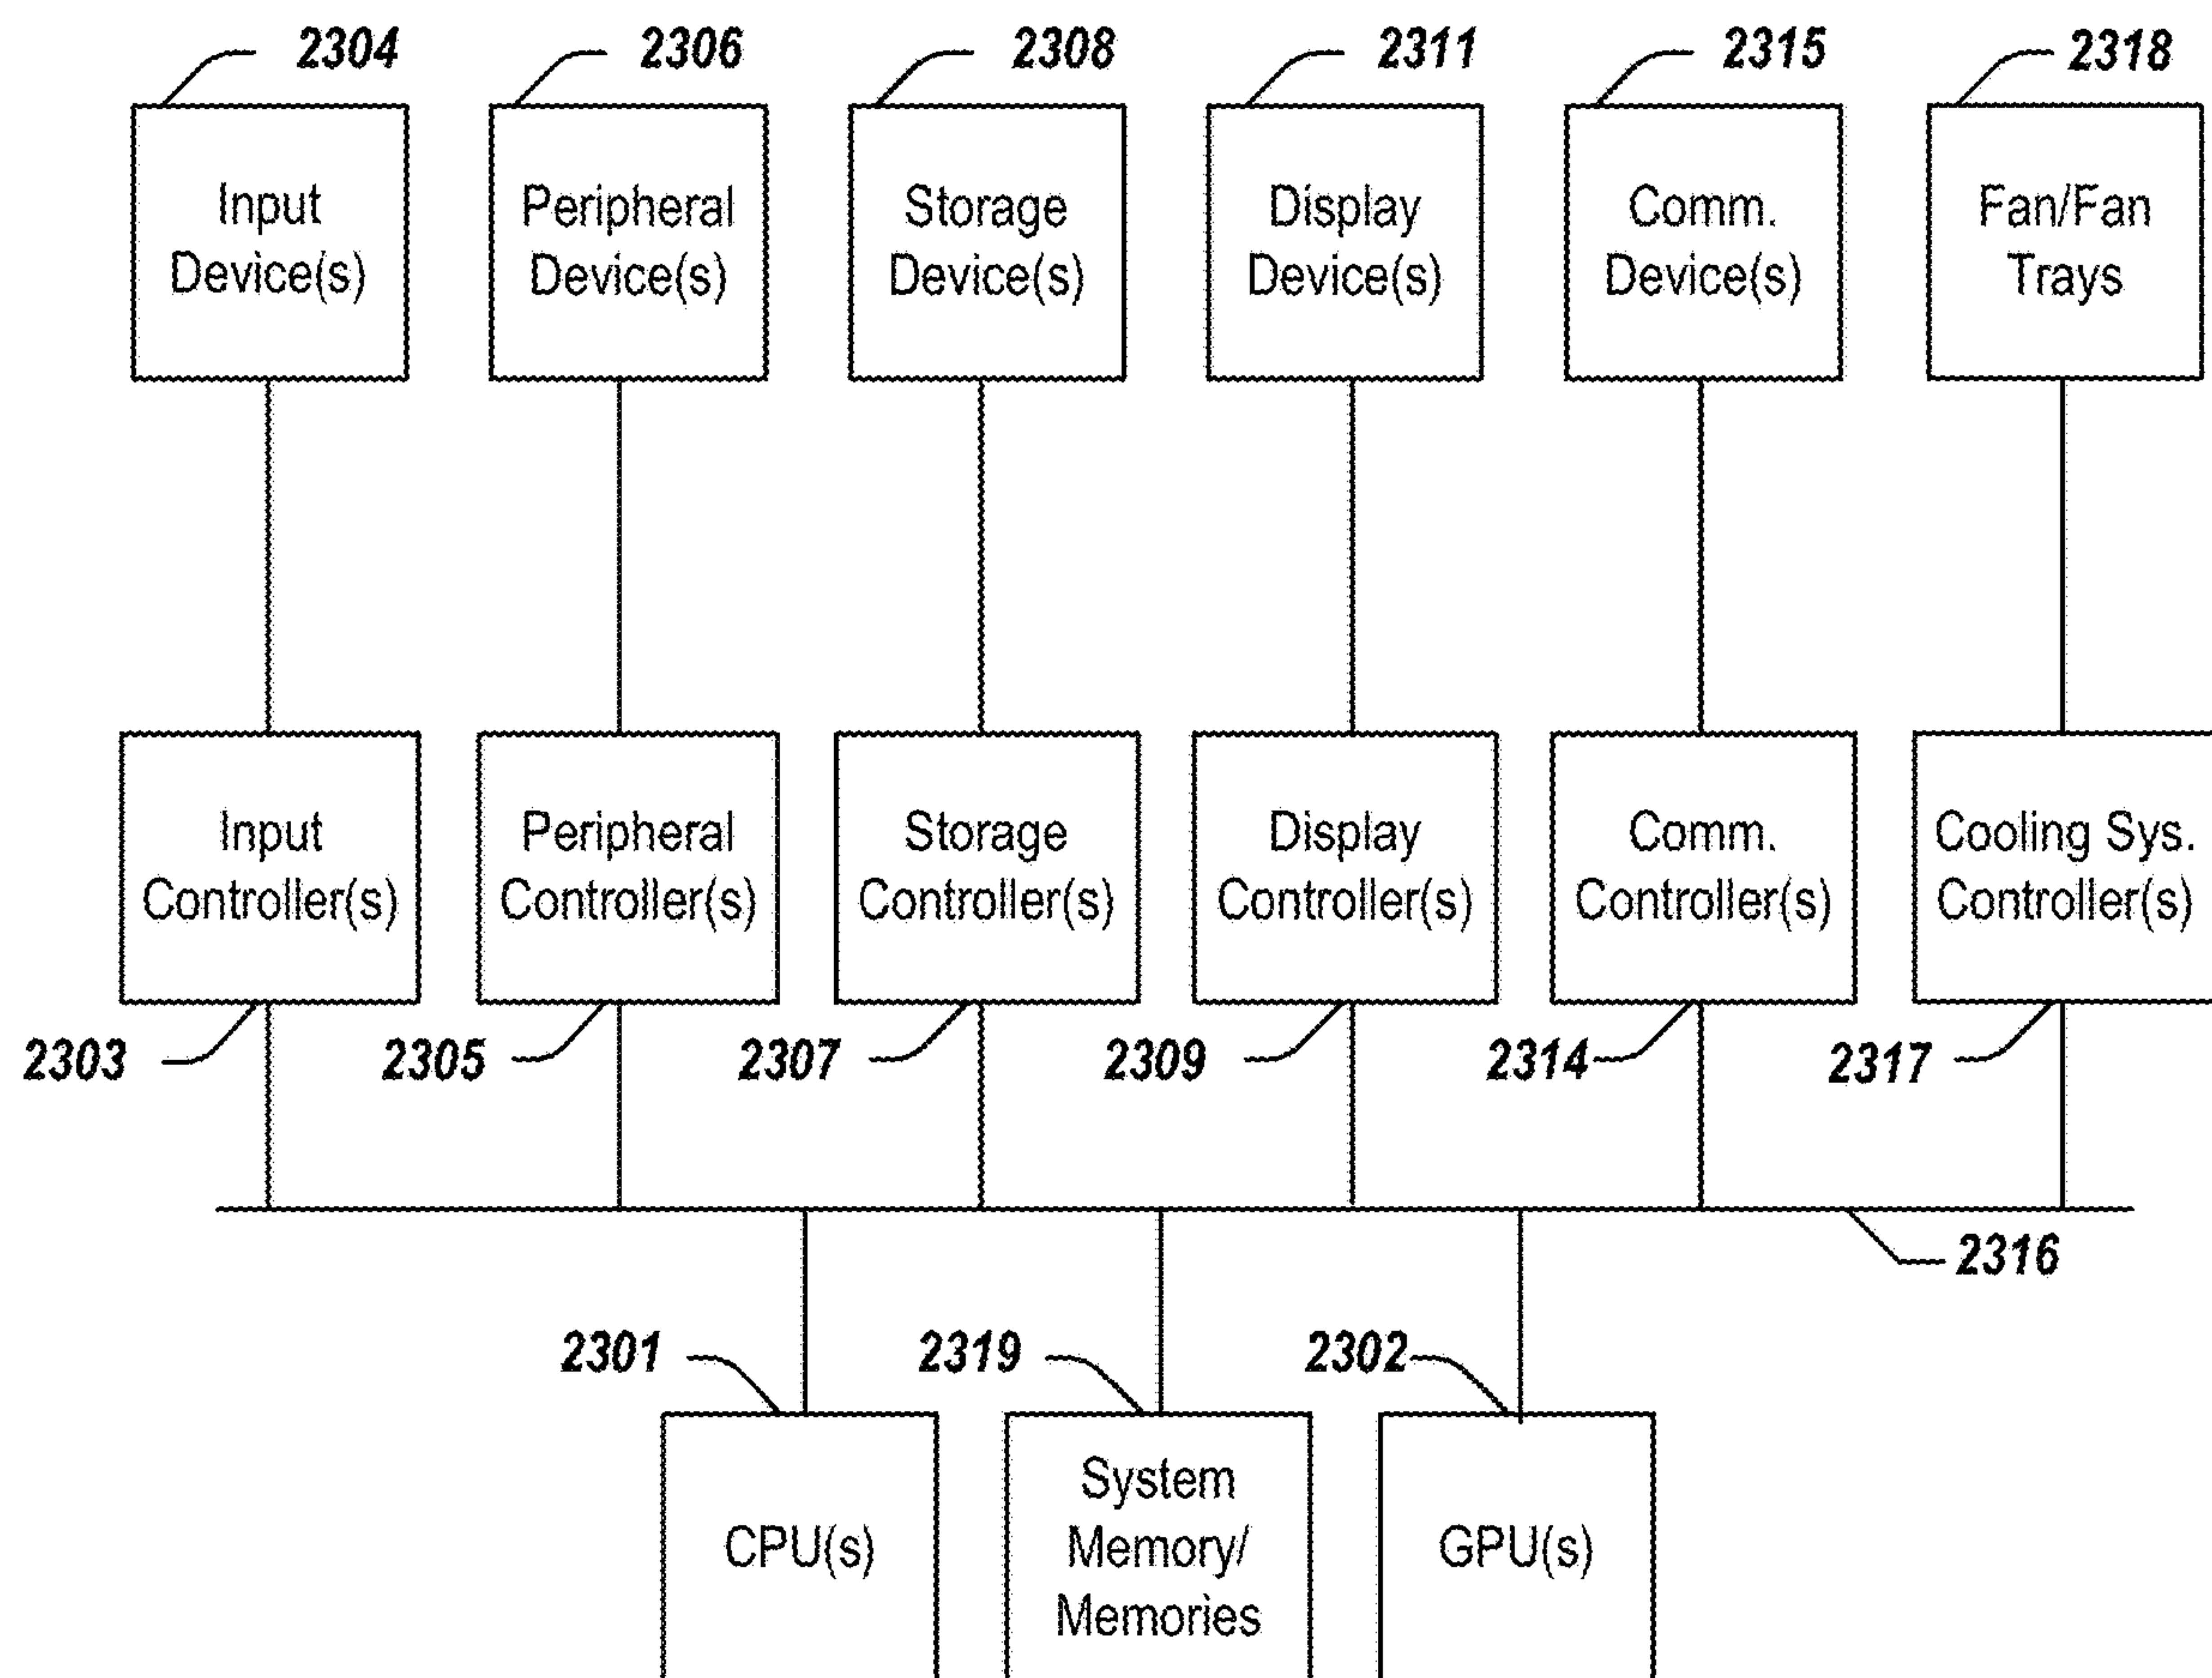 2304
2306
2308
2311
2315
2318
Input
Device(s)
Peripheral
Device(s)
Storage
Device(s)
Display
Device(s)
Comm.
Device(s)
Fan/Fan
Trays
Input
Controller(s)
Peripheral
Controller(s)
Storage
Controller(s)
Display
Controller(s)
Comm.
Controller(s)
Cooling Sys.
Controller(s)
2303
2305
2307
2309
2314
2317
2316
2301
2319
2302
CPU(s)
System
Memory/
Memories
GPU(s)